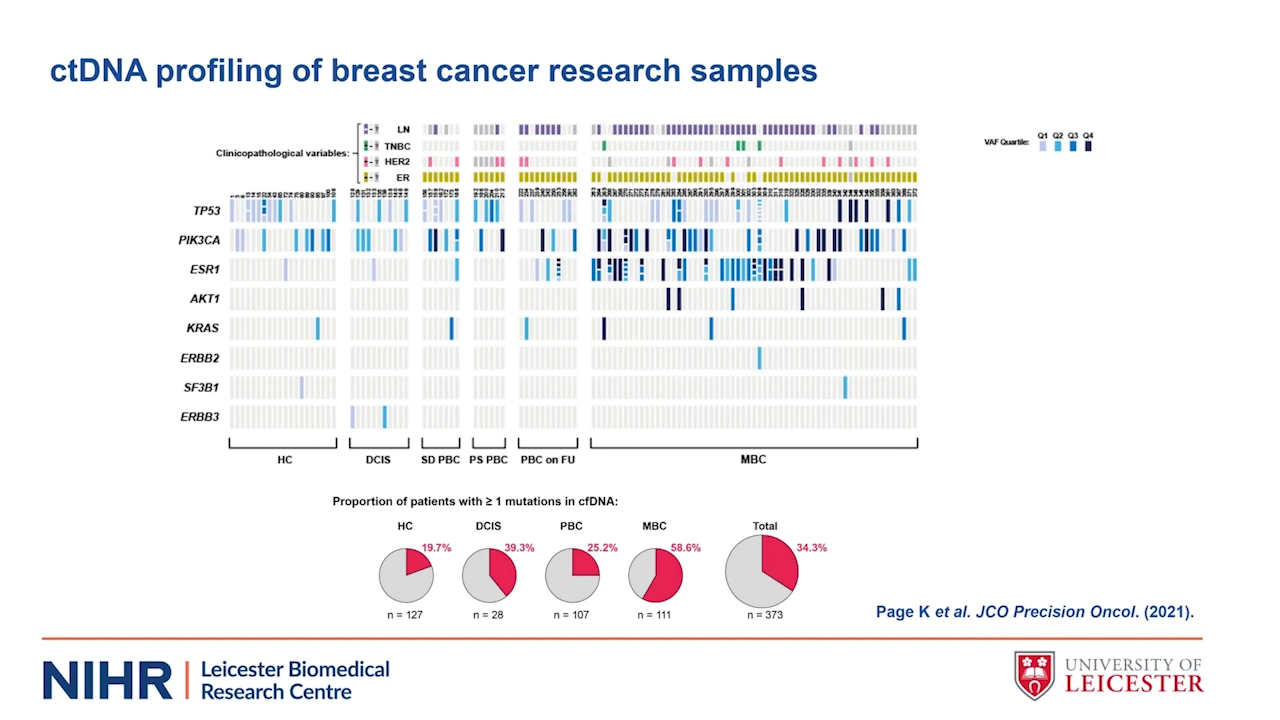 ctDNA profiling of breast cancer research samples
Clinicopathological variables:
LN
TNBC
HER2
ER
VAF Quartile:
Q1 Q2 Q3 Q4
TP53
PIK3CA
ESR1
AKT1
KRAS
ERBB2
SF3B1
ERBB3
HC DCIS SD PBC PS PBC PBC on FU MBC
Proportion of patients with ≥ 1 mutations in cfDNA:
HC DCIS PBC MBC Total
19.7% 39.3% 25.2% 58.6% 34.3%
n = 127 n = 28 n = 107 n = 111 n = 373
Page K et al. JCO Precision Oncol. (2021).
NIHR | Leicester Biomedical
Research Centre
UNIVERSITY OF
LEICESTER